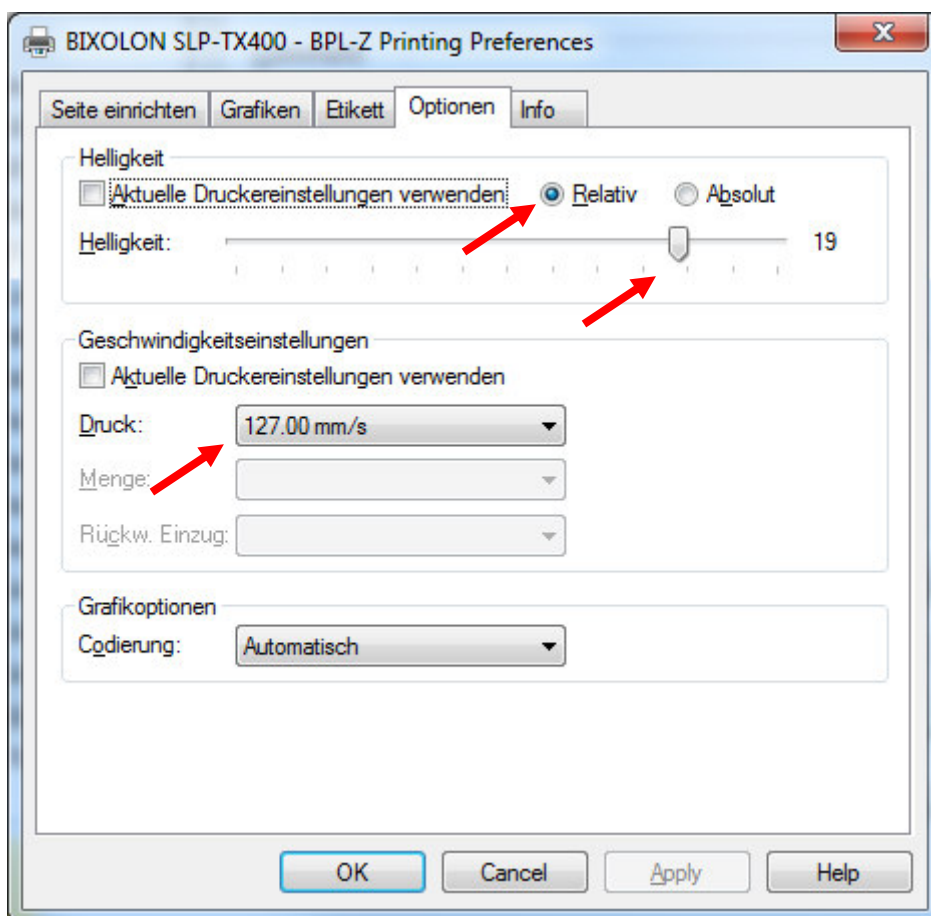 BIXOLON SLP-TX400 - BPL-Z Printing Preferences
Seite einrichten Grafiken Etikett Optionen Info
Helligkeit
Aktuelle Druckereinstellungen verwenden Relativ Absolut
Helligkeit: 19
Geschwindigkeitseinstellungen
Aktuelle Druckereinstellungen verwenden
Druck: 127.00 mm/s
Menge:
Rückw. Einzug:
Grafikoptionen
Codierung: Automatisch
OK Cancel Apply Help